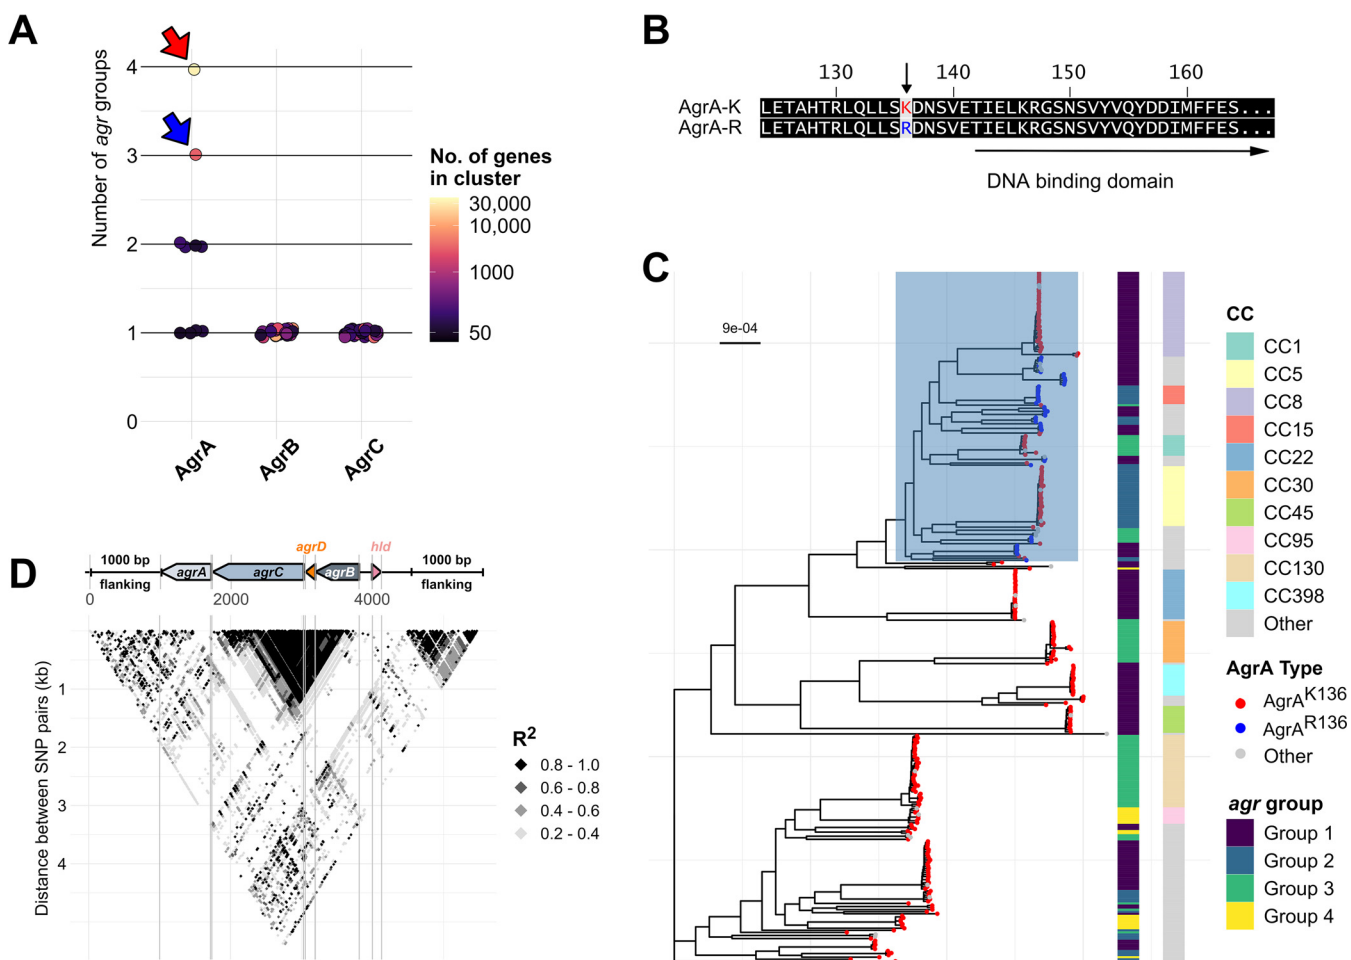 A
Number of agr groups
4
3
2
1
0
AgrA
AgrB
AgrC
No. of genes
in cluster
30,000
10,000
1000
50
B
130
140
150
160
AgrA-K
LETAHTRLQLLSKDNSVETIELKRGSNSVYVQYDDIMFFES...
AgrA-R
LETAHTRLQLLSRDNSVETIELKRGSNSVYVQYDDIMFFES...
DNA binding domain
C
9e-04
CC
CC1
CC5
CC8
CC15
CC22
CC30
CC45
CC95
CC130
CC398
Other
AgrA Type
AgrA^K136
AgrA^R136
Other
agr group
Group 1
Group 2
Group 3
Group 4
D
1000 bp
flanking
agrA
agrC
agrD
agrB
hld
1000 bp
flanking
0
2000
4000
Distance between SNP pairs (kb)
1
2
3
4
R²
0.8 - 1.0
0.6 - 0.8
0.4 - 0.6
0.2 - 0.4